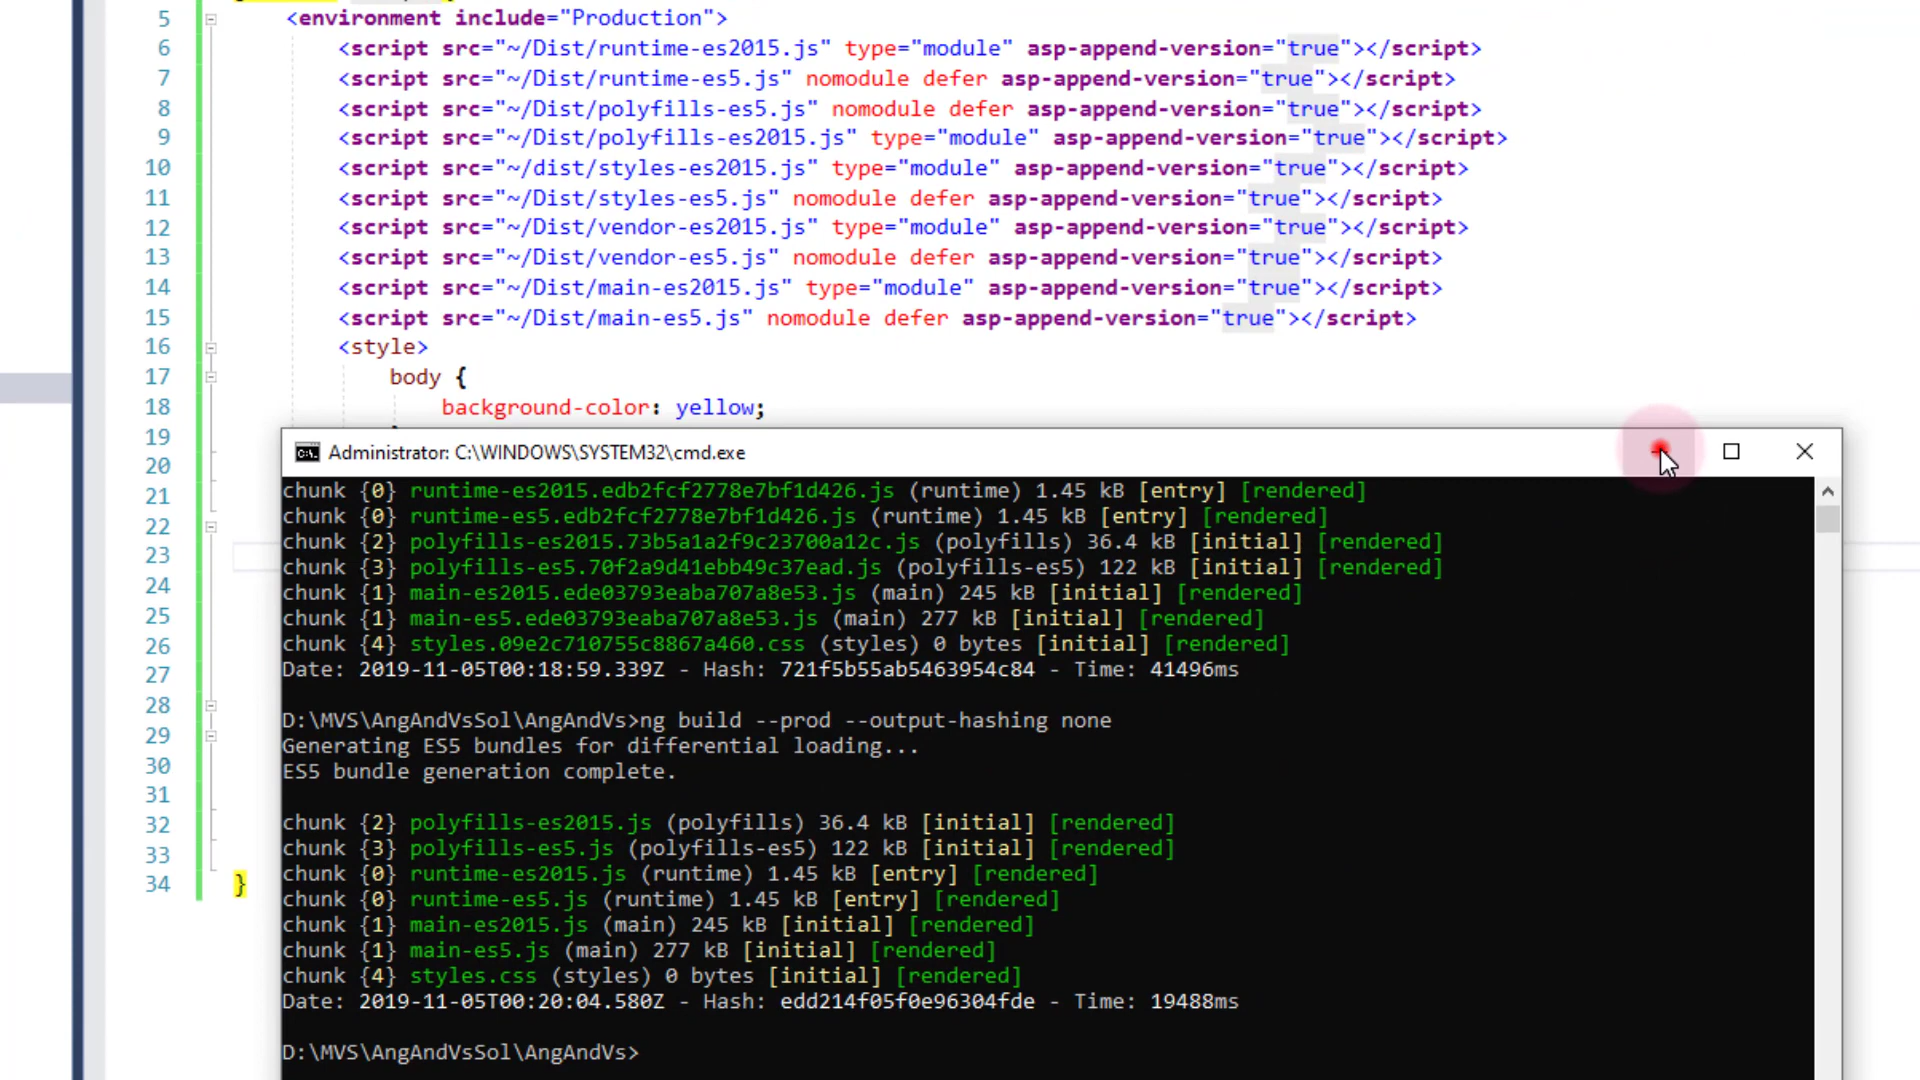 5 <environment include="Production">
6 <script src="~/Dist/runtime-es2015.js" type="module" asp-append-version="true"></script>
7 <script src="~/Dist/runtime-es5.js" nomodule defer asp-append-version="true"></script>
8 <script src="~/Dist/polyfills-es5.js" nomodule defer asp-append-version="true"></script>
9 <script src="~/Dist/polyfills-es2015.js" type="module" asp-append-version="true"></script>
10 <script src="~/dist/styles-es2015.js" type="module" asp-append-version="true"></script>
11 <script src="~/Dist/styles-es5.js" nomodule defer asp-append-version="true"></script>
12 <script src="~/Dist/vendor-es2015.js" type="module" asp-append-version="true"></script>
13 <script src="~/Dist/vendor-es5.js" nomodule defer asp-append-version="true"></script>
14 <script src="~/Dist/main-es2015.js" type="module" asp-append-version="true"></script>
15 <script src="~/Dist/main-es5.js" nomodule defer asp-append-version="true"></script>
16 <style>
17 body {
18 background-color: yellow;
19
20
21
22
23
24
25
26
27
28
29
30
31
32
33
34 }
Administrator: C:\WINDOWS\SYSTEM32\cmd.exe
chunk {0} runtime-es2015.edb2fcf2778e7bf1d426.js (runtime) 1.45 kB [entry] [rendered]
chunk {0} runtime-es5.edb2fcf2778e7bf1d426.js (runtime) 1.45 kB [entry] [rendered]
chunk {2} polyfills-es2015.73b5a1a2f9c23700a12c.js (polyfills) 36.4 kB [initial] [rendered]
chunk {3} polyfills-es5.70f2a9d41ebb49c37ead.js (polyfills-es5) 122 kB [initial] [rendered]
chunk {1} main-es2015.ede03793eaba707a8e53.js (main) 245 kB [initial] [rendered]
chunk {1} main-es5.ede03793eaba707a8e53.js (main) 277 kB [initial] [rendered]
chunk {4} styles.09e2c710755c8867a460.css (styles) 0 bytes [initial] [rendered]
Date: 2019-11-05T00:18:59.339Z - Hash: 721f5b55ab5463954c84 - Time: 41496ms
D:\MVS\AngAndVsSol\AngAndVs>ng build --prod --output-hashing none
Generating ES5 bundles for differential loading...
ES5 bundle generation complete.
chunk {2} polyfills-es2015.js (polyfills) 36.4 kB [initial] [rendered]
chunk {3} polyfills-es5.js (polyfills-es5) 122 kB [initial] [rendered]
chunk {0} runtime-es2015.js (runtime) 1.45 kB [entry] [rendered]
chunk {0} runtime-es5.js (runtime) 1.45 kB [entry] [rendered]
chunk {1} main-es2015.js (main) 245 kB [initial] [rendered]
chunk {1} main-es5.js (main) 277 kB [initial] [rendered]
chunk {4} styles.css (styles) 0 bytes [initial] [rendered]
Date: 2019-11-05T00:20:04.580Z - Hash: edd214f05f0e96304fde - Time: 19488ms
D:\MVS\AngAndVsSol\AngAndVs>